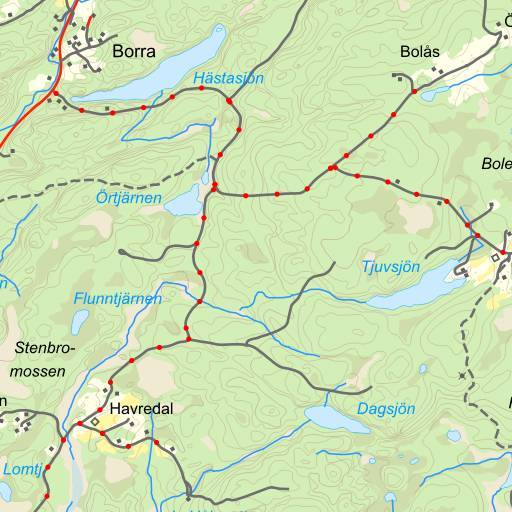 Borra
Bolås
Hästasjön
Örtjärnen
Tjuvsjön
Flunntjärnen
Stenbro-
mossen
Havredal
Dagsjön
Lomtj
Bole